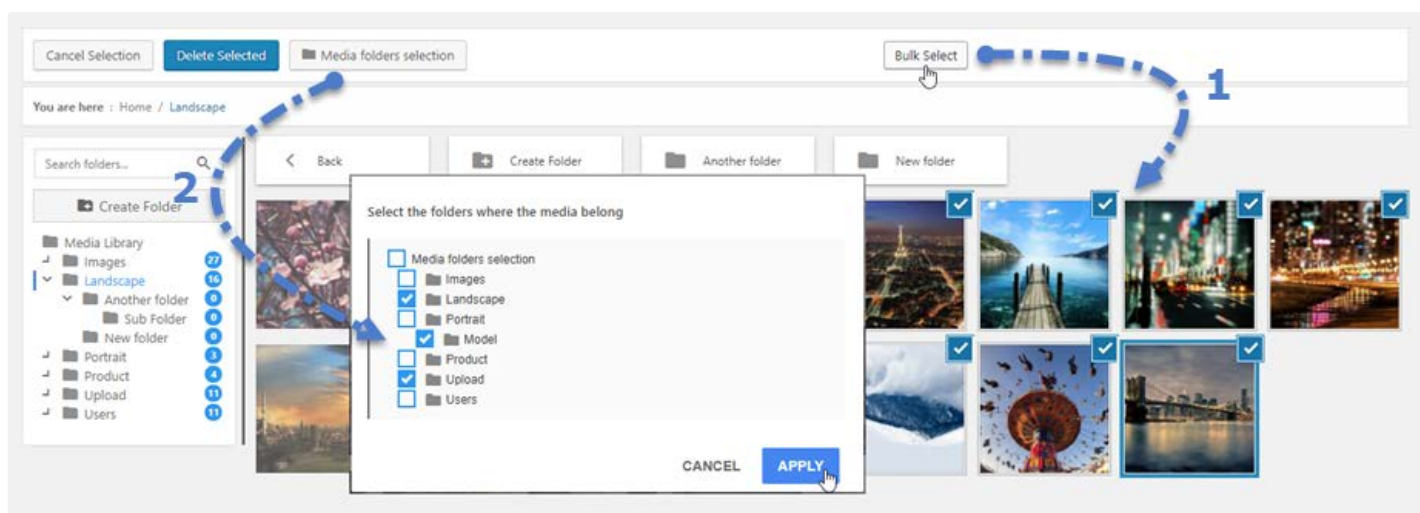 Cancel Selection
Delete Selected
Media folders selection
Bulk Select
1
You are here : Home / Landscape
Search folders...
Back
Create Folder
Another folder
New folder
2
Create Folder
Media Library
Images 27
Landscape 16
Another folder 0
Sub Folder 0
New folder 0
Portrait 3
Product 4
Upload 11
Users 11
Select the folders where the media belong
Media folders selection
Images
Landscape
Portrait
Model
Product
Upload
Users
CANCEL
APPLY